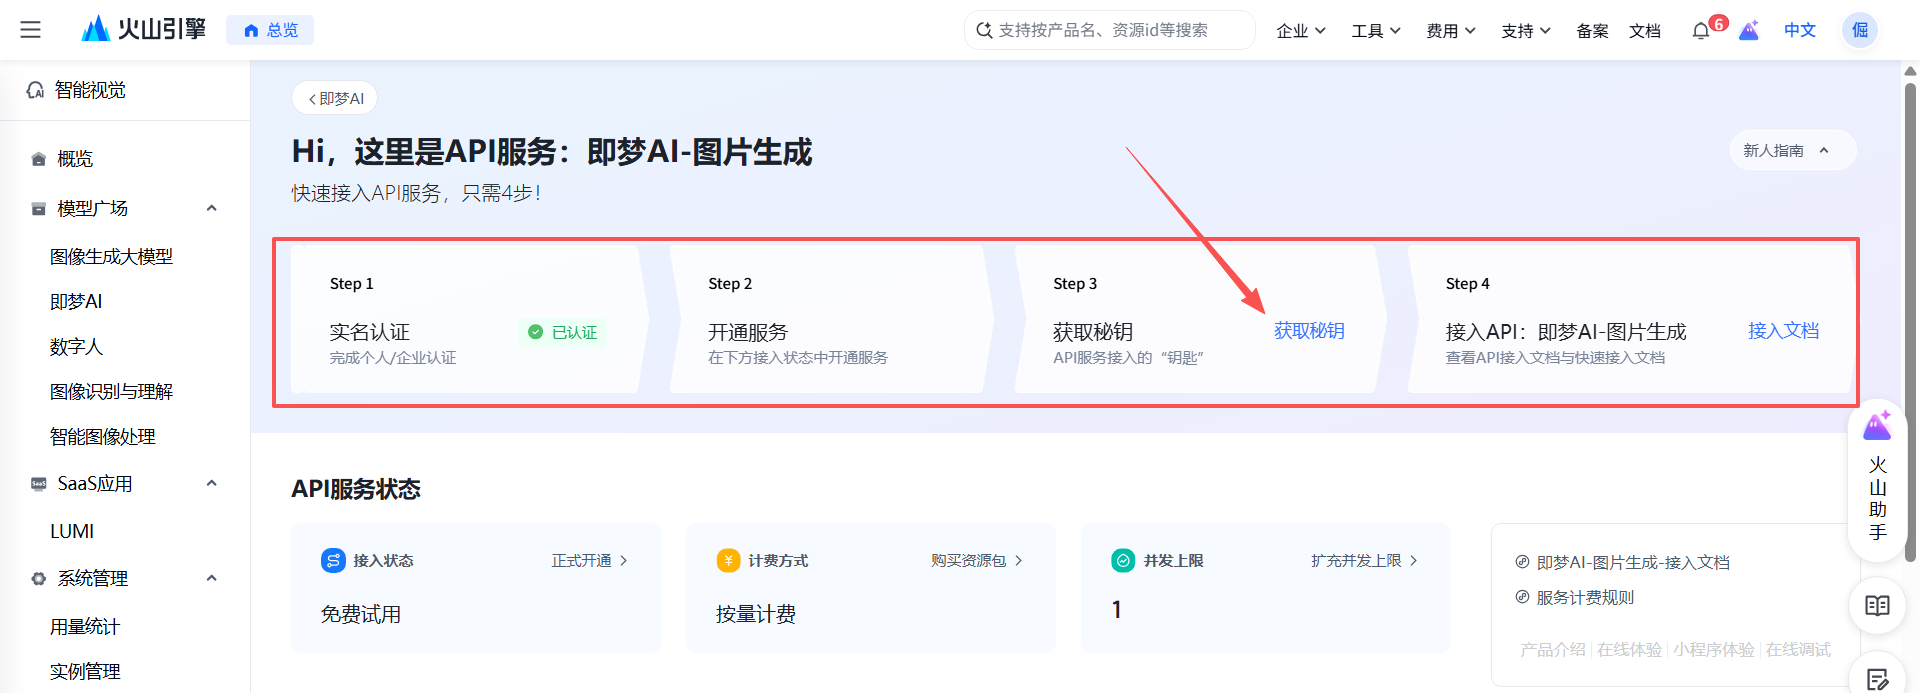 火山引擎
总览
支持按产品名、资源id等搜索
企业
工具
费用
支持
备案
文档
6
中文
倔
智能视觉
概览
模型广场
图像生成大模型
即梦AI
数字人
图像识别与理解
智能图像处理
SaaS应用
LUMI
系统管理
用量统计
实例管理
即梦AI
Hi，这里是API服务：即梦AI-图片生成
快速接入API服务，只需4步！
新人指南
Step 1
实名认证
已认证
完成个人/企业认证
Step 2
开通服务
在下方接入状态中开通服务
Step 3
获取秘钥
获取秘钥
API服务接入的“钥匙”
Step 4
接入API：即梦AI-图片生成
接入文档
查看API接入文档与快速接入文档
API服务状态
接入状态
正式开通
免费试用
计费方式
购买资源包
按量计费
并发上限
扩充并发上限
1
即梦AI-图片生成-接入文档
服务计费规则
产品介绍 | 在线体验 | 小程序体验 | 在线调试
火山助手